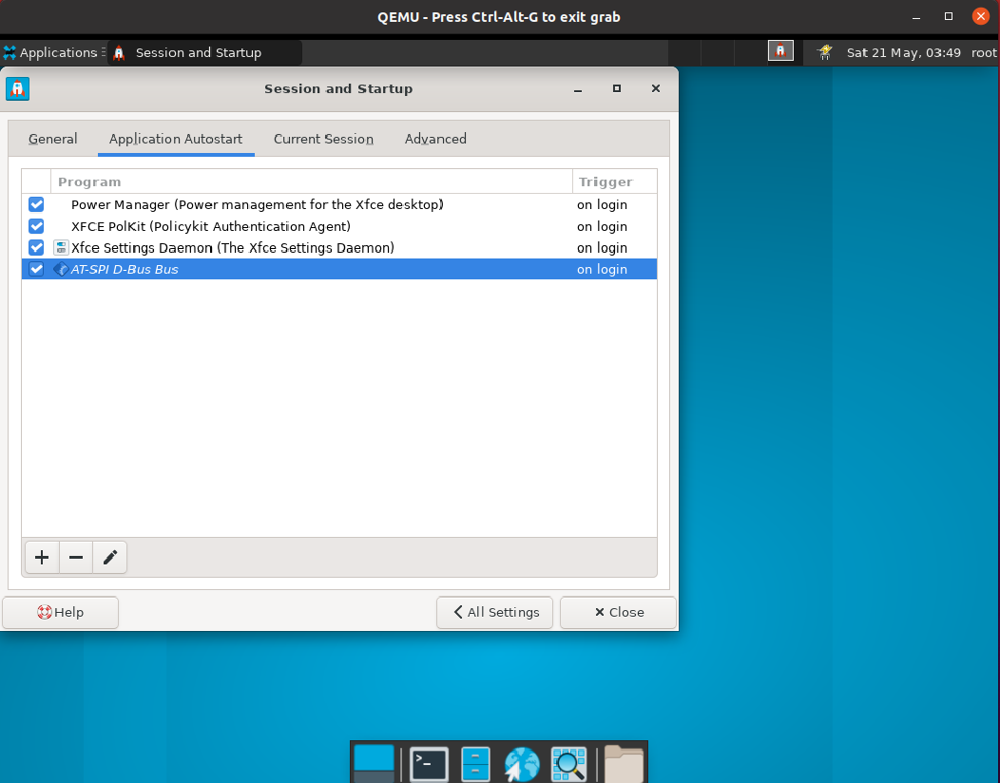 QEMU - Press Ctrl-Alt-G to exit grab
Applications Session and Startup Sat 21 May, 03:49 root
Session and Startup
General Application Autostart Current Session Advanced
Program Trigger
Power Manager (Power management for the Xfce desktop) on login
XFCE PolKit (Policykit Authentication Agent) on login
Xfce Settings Daemon (The Xfce Settings Daemon) on login
AT-SPI D-Bus Bus on login
Help All Settings Close